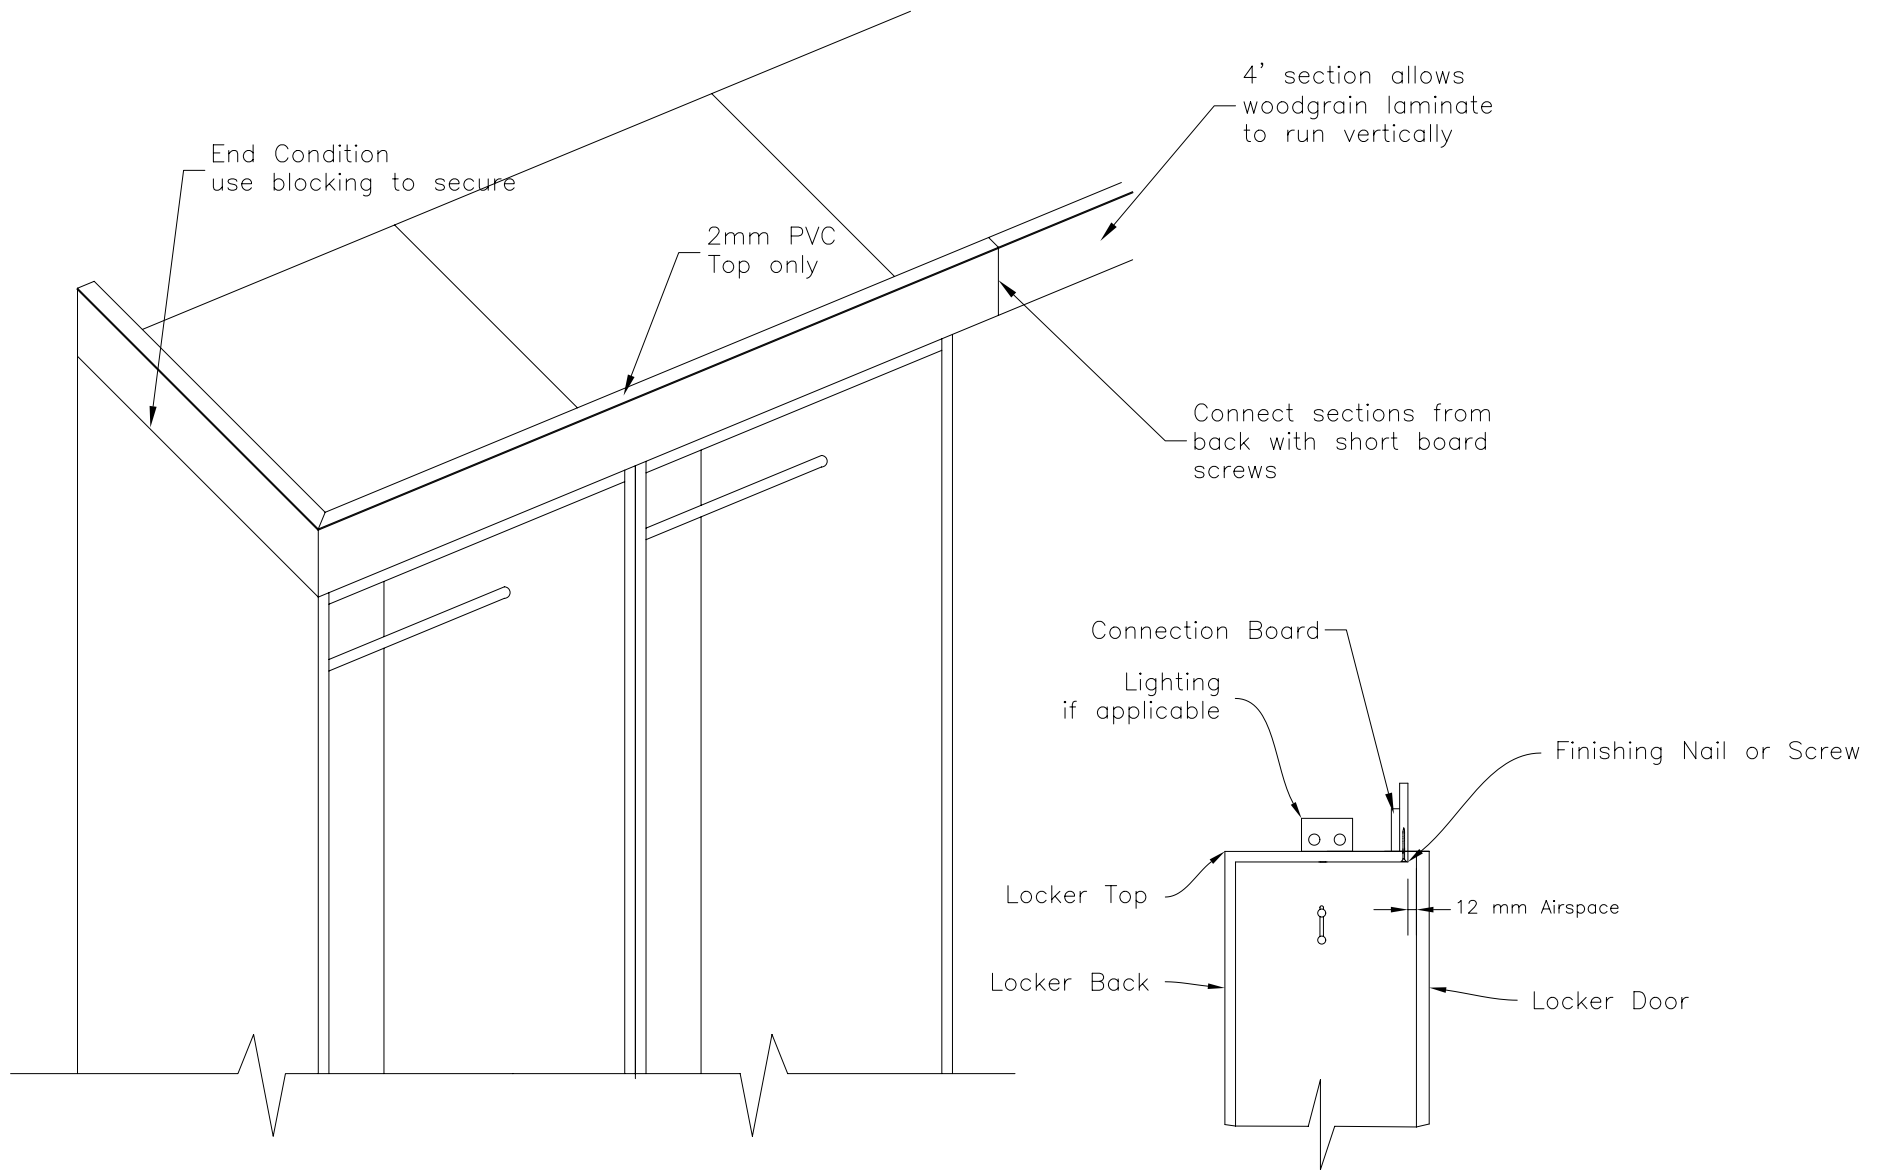 4' section allows
woodgrain laminate
to run vertically
End Condition
use blocking to secure
2mm PVC
Top only
Connect sections from
back with short board
screws
Connection Board
Lighting
if applicable
Finishing Nail or Screw
Locker Top
12 mm Airspace
Locker Back
Locker Door